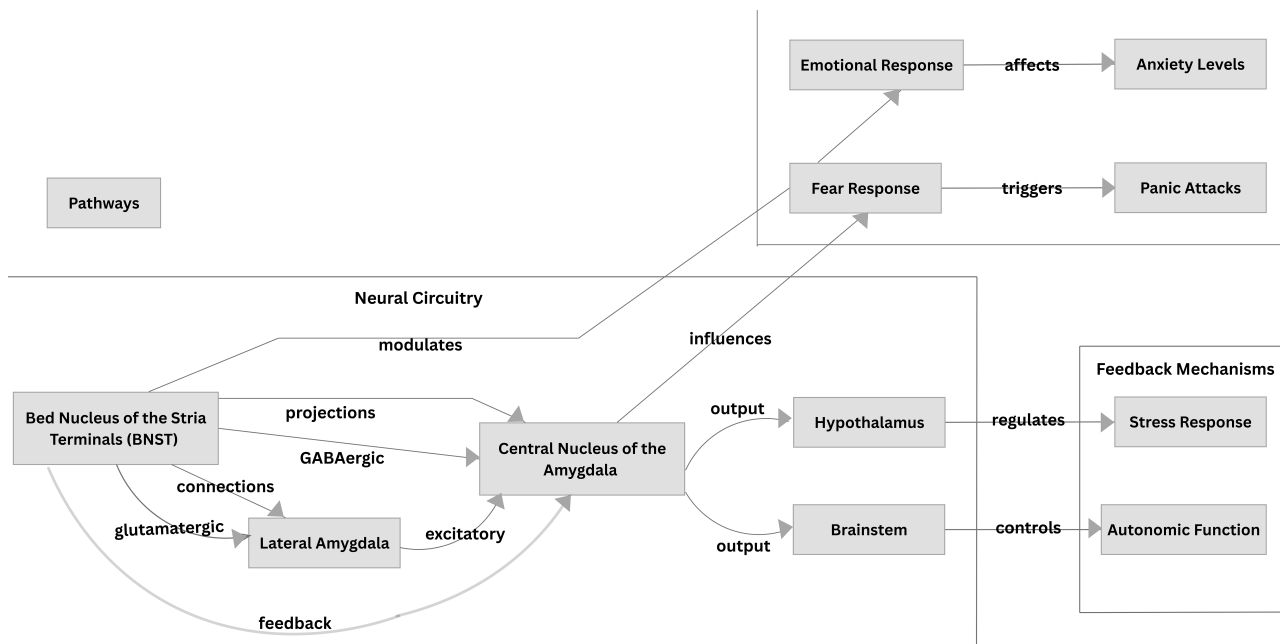 Emotional Response
affects
Anxiety Levels
Pathways
Fear Response
triggers
Panic Attacks
Neural Circuitry
modulates
influences
Feedback Mechanisms
Bed Nucleus of the Stria
Terminals (BNST)
projections
GABAergic
connections
glutamatergic
Lateral Amygdala
excitatory
feedback
Central Nucleus of the
Amygdala
output
Hypothalamus
regulates
Stress Response
output
Brainstem
controls
Autonomic Function